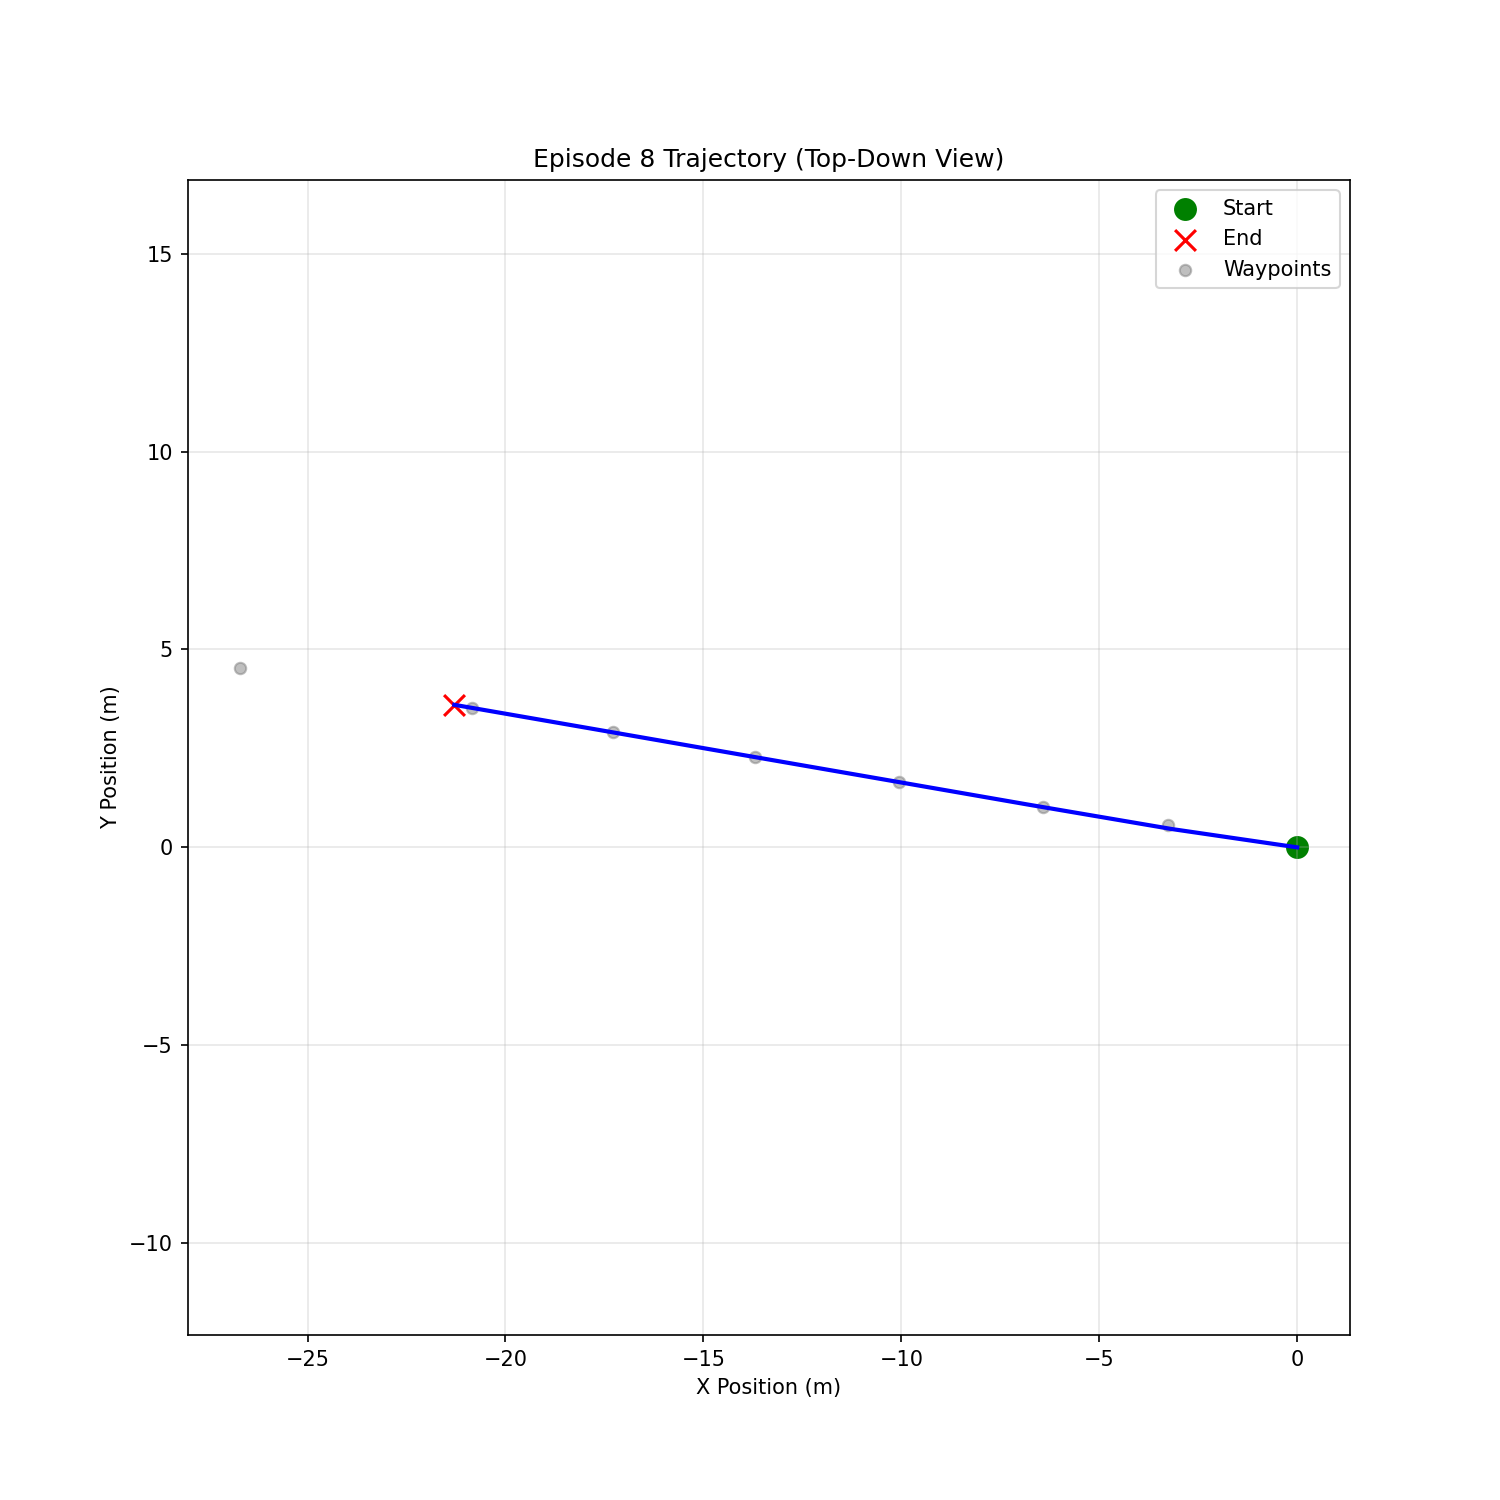 Episode 8 Trajectory (Top-Down View)
Start
End
Waypoints
15
10
5
0
−5
−10
Y Position (m)
−25
−20
−15
−10
−5
0
X Position (m)